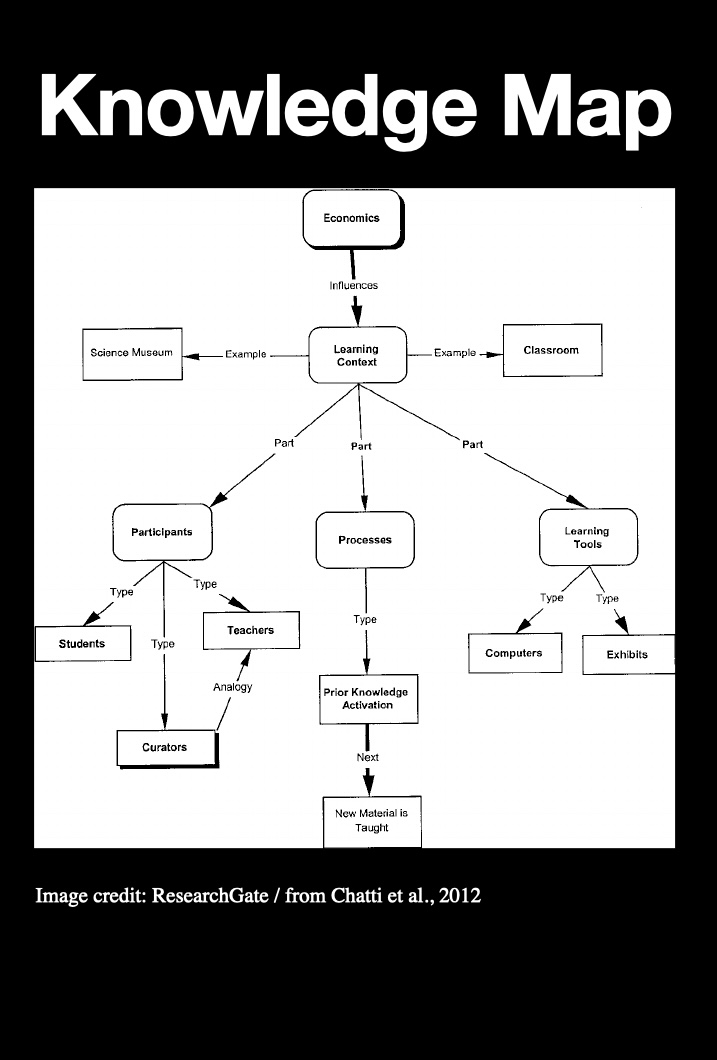 Knowledge Map
Economics
Influences
Science Museum
Example
Learning
Context
Example
Classroom
Part
Part
Part
Participants
Processes
Learning
Tools
Type
Type
Type
Type
Type
Type
Students
Teachers
Computers
Exhibits
Analogy
Prior Knowledge
Activation
Curators
Next
New Material is
Taught
Image credit: ResearchGate / from Chatti et al., 2012